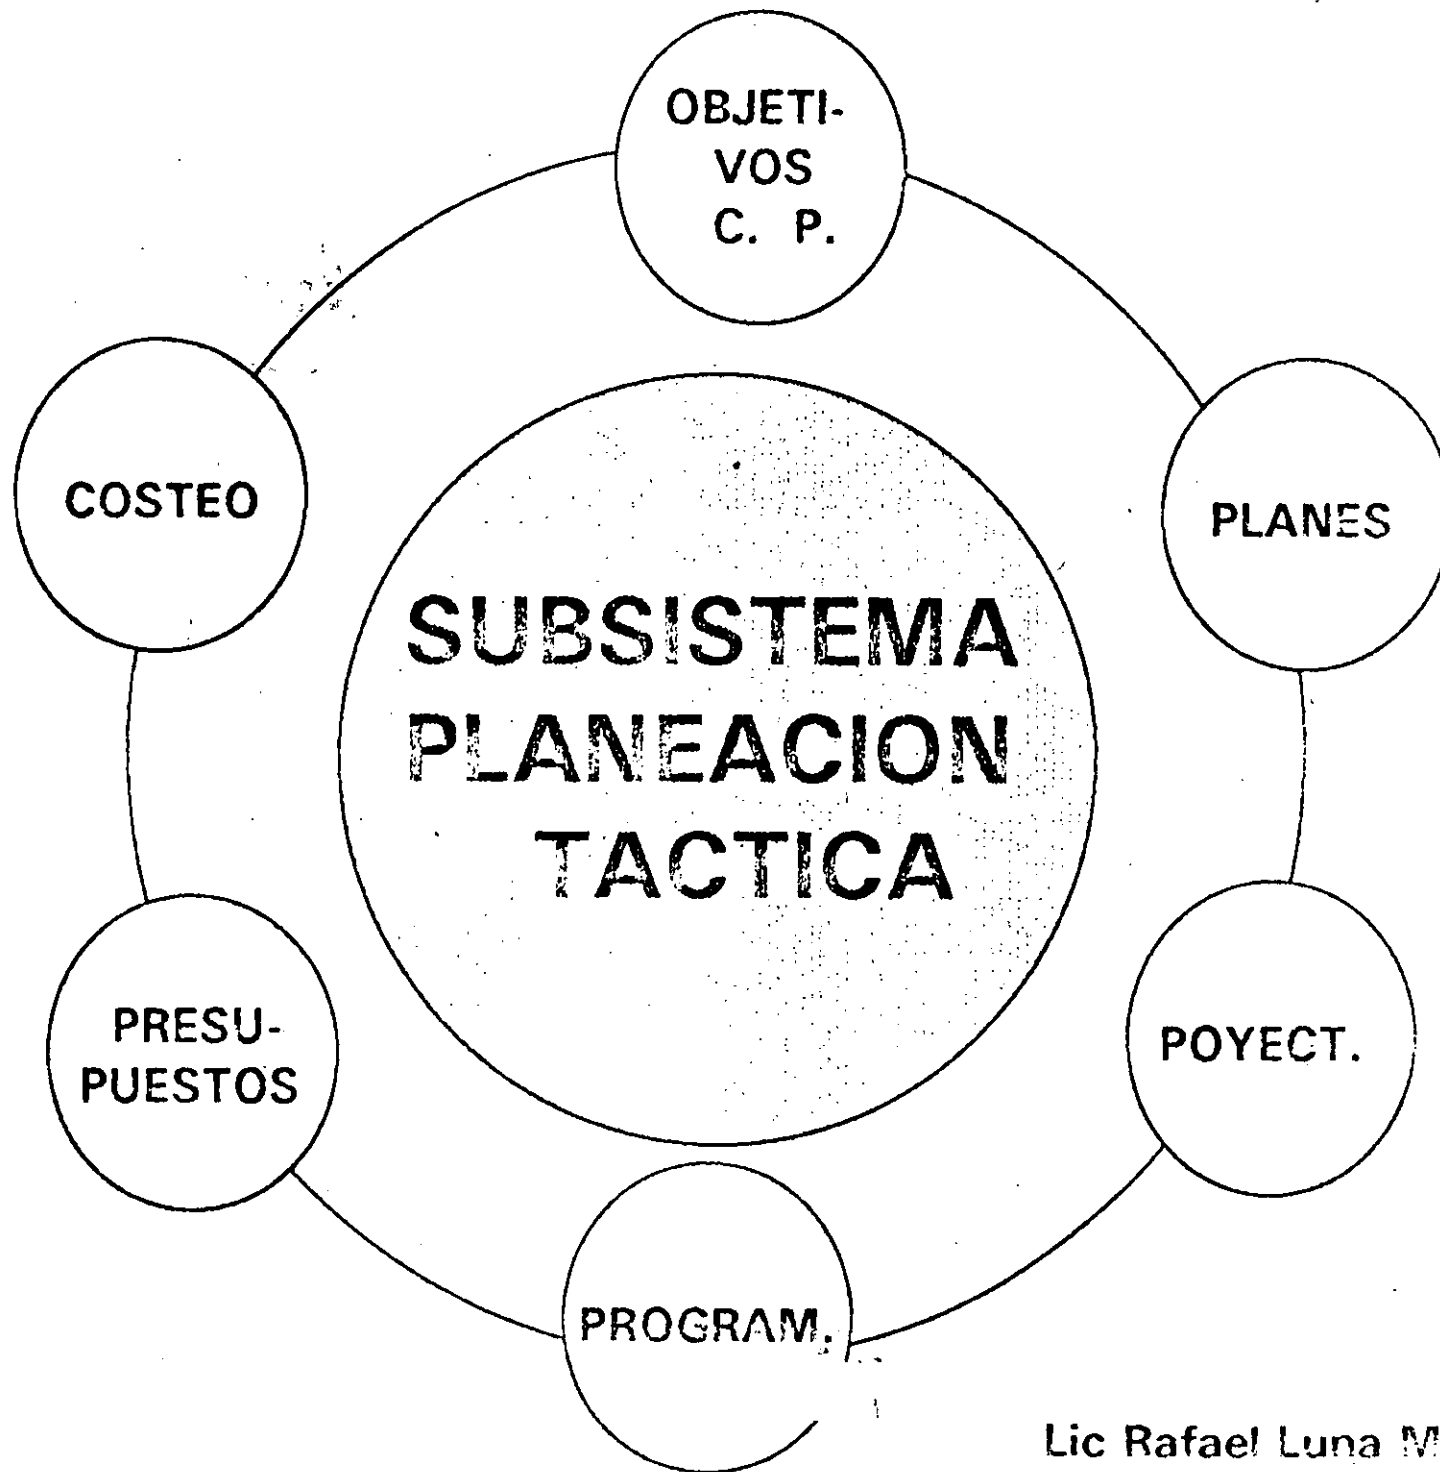 OBJETI-
VOS
C. P.
COSTEO
PLANES
SUBSISTEMA
PLANEACION
TACTICA
PRESU-
PUESTOS
POYECT.
PROGRAM.
Lic Rafael Luna M